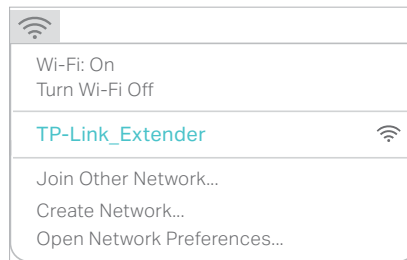 Wi-Fi: On
Turn Wi-Fi Off
TP-Link_Extender
Join Other Network...
Create Network...
Open Network Preferences...